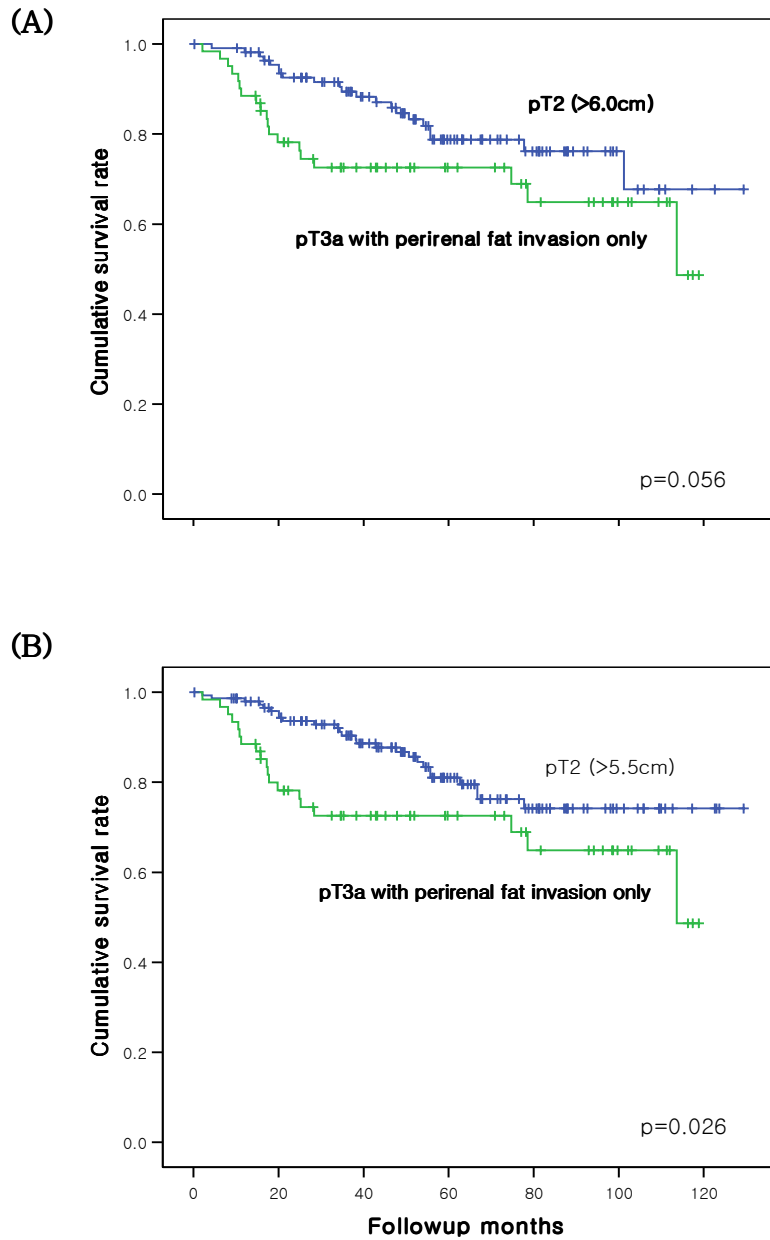 (A)
1.0
0.8
0.6
0.4
0.2
0.0
Cumulative survival rate
pT2 (>6.0cm)
pT3a with perirenal fat invasion only
p=0.056
(B)
1.0
0.8
0.6
0.4
0.2
0.0
Cumulative survival rate
pT2 (>5.5cm)
pT3a with perirenal fat invasion only
p=0.026
0 20 40 60 80 100 120
Followup months